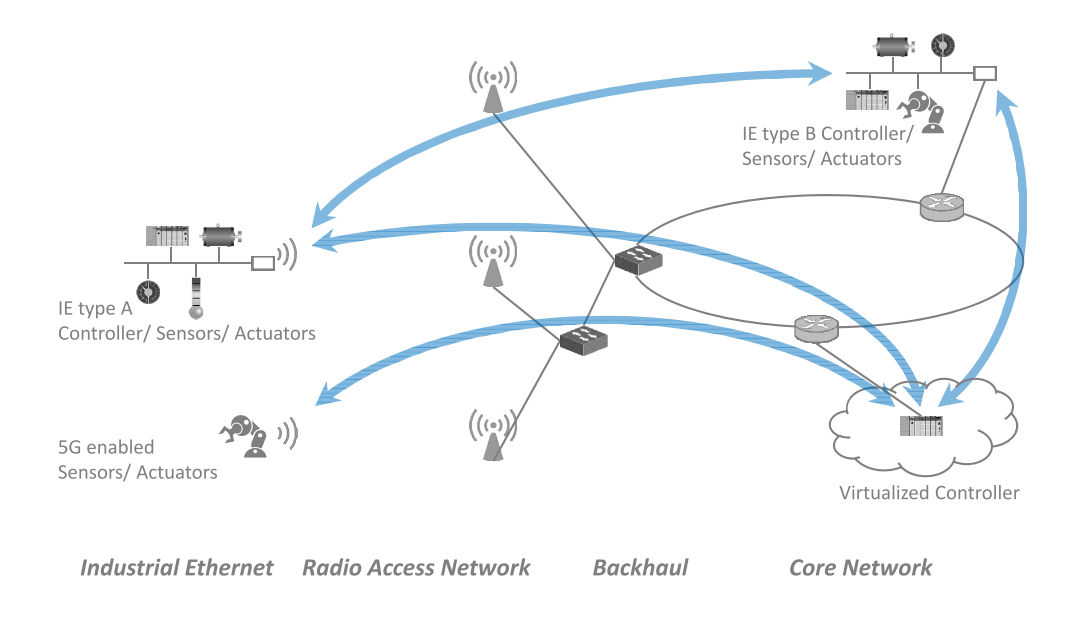 IE type B Controller/
Sensors/ Actuators
IE type A
Controller/ Sensors/ Actuators
5G enabled
Sensors/ Actuators
Virtualized Controller
Industrial Ethernet
Radio Access Network
Backhaul
Core Network